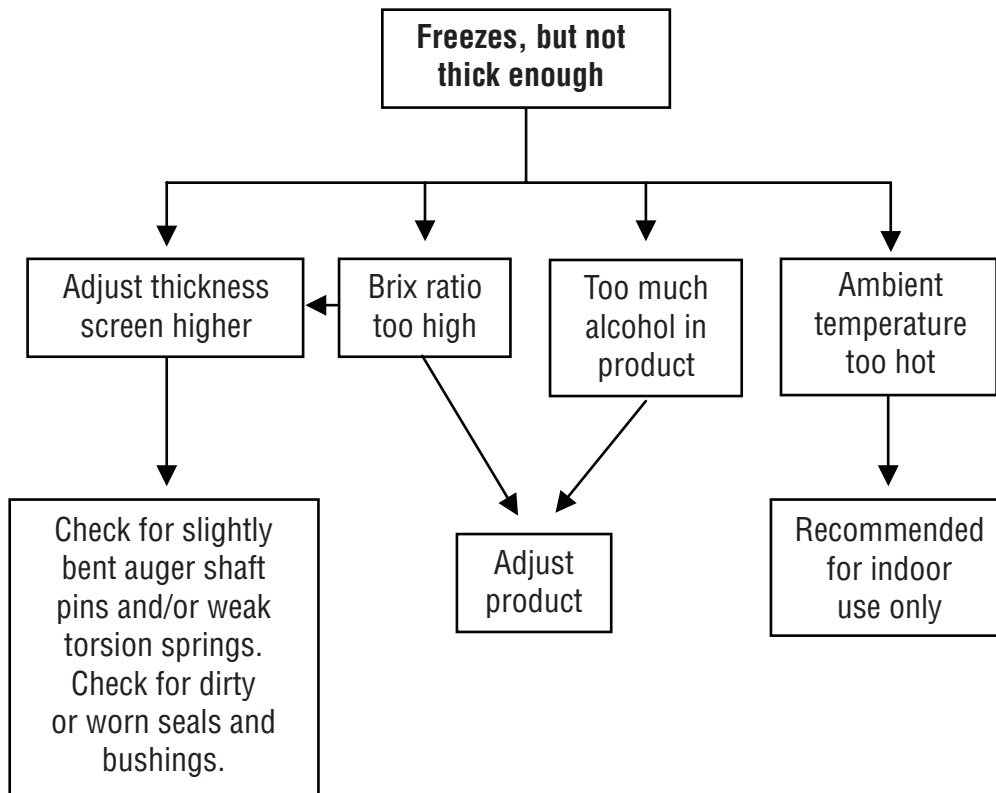 Freezes, but not
thick enough
Adjust thickness
screen higher
Brix ratio
too high
Too much
alcohol in
product
Ambient
temperature
too hot
Check for slightly
bent auger shaft
pins and/or weak
torsion springs.
Check for dirty
or worn seals and
bushings.
Adjust
product
Recommended
for indoor
use only